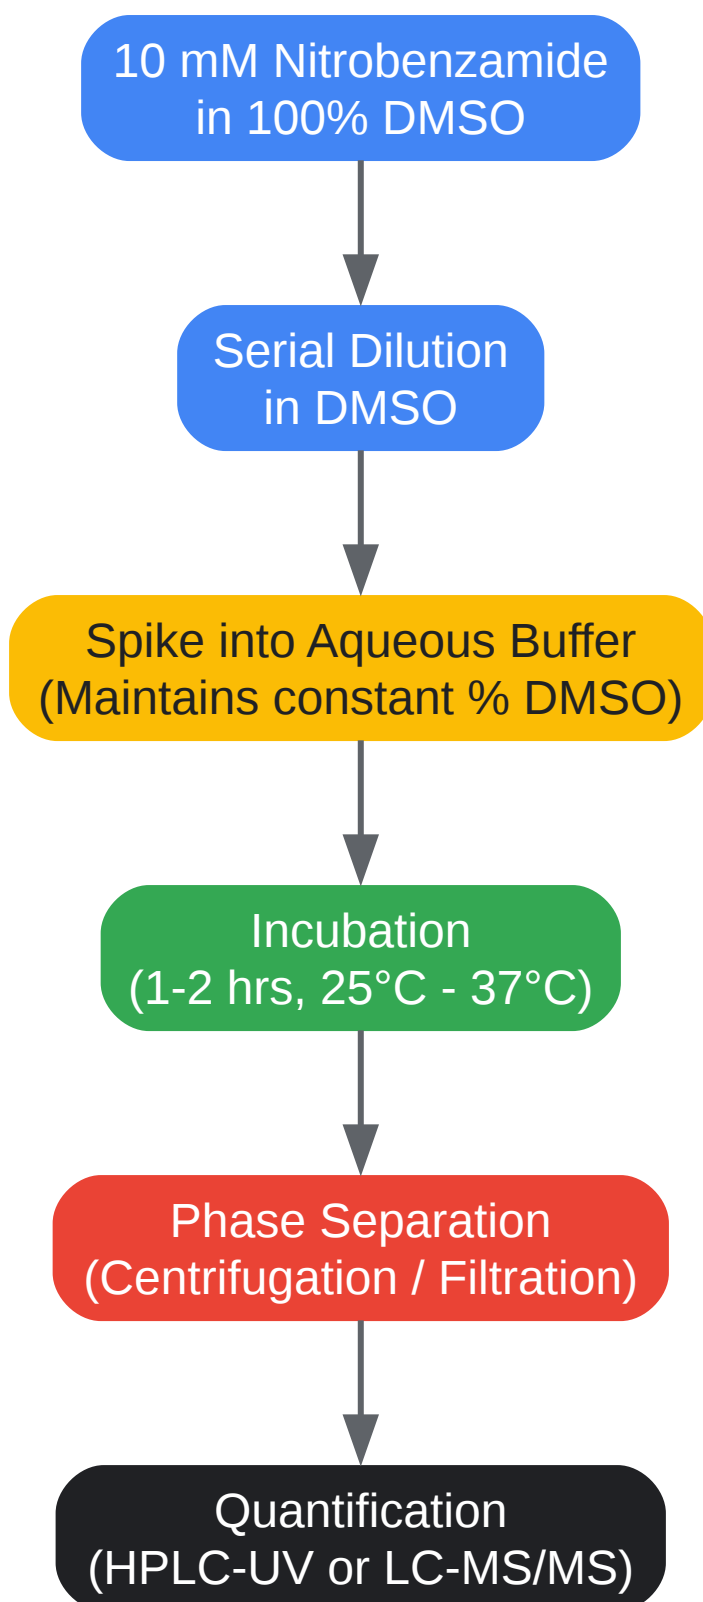 10 mM Nitrobenzamide
in 100% DMSO
Serial Dilution
in DMSO
Spike into Aqueous Buffer
(Maintains constant % DMSO)
Incubation
(1-2 hrs, 25°C - 37°C)
Phase Separation
(Centrifugation / Filtration)
Quantification
(HPLC-UV or LC-MS/MS)